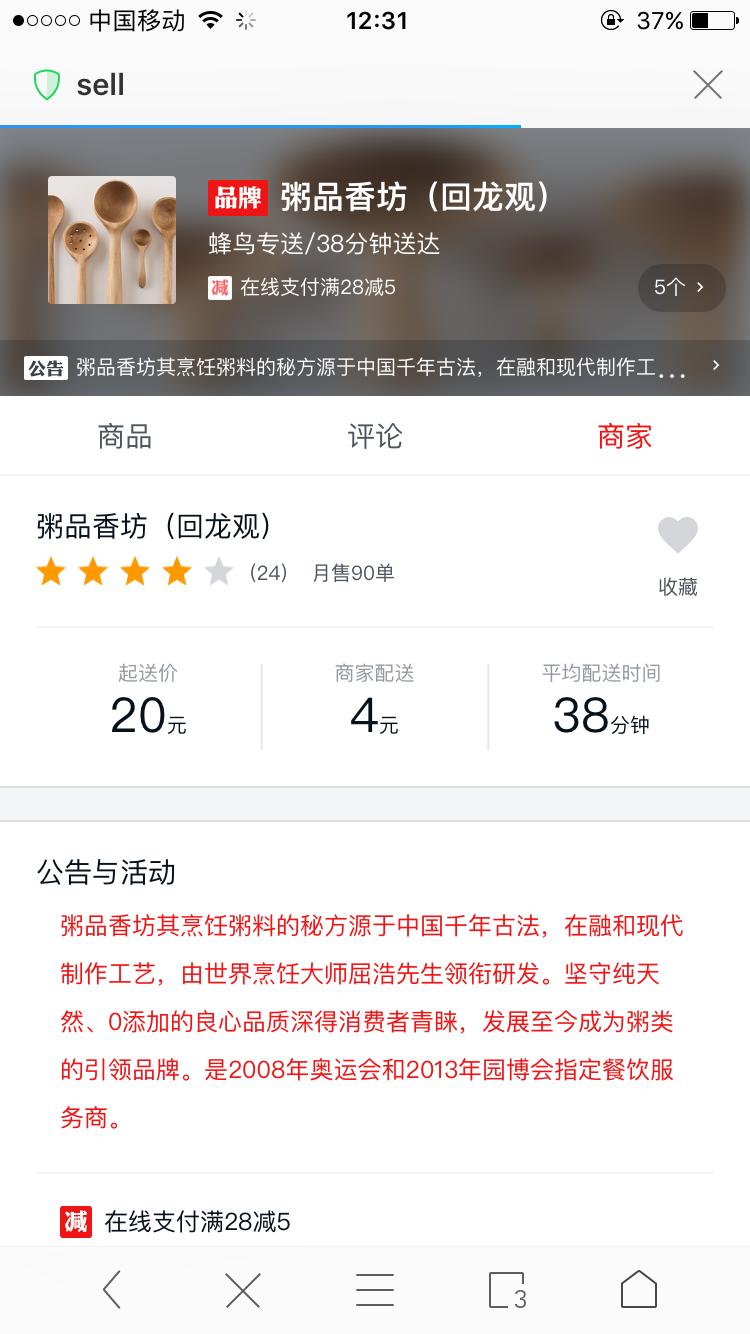 中国移动 12:31 37%
sell
品牌 粥品香坊（回龙观）
蜂鸟专送/38分钟送达
减 在线支付满28减5
5个
公告 粥品香坊其烹饪粥料的秘方源于中国千年古法，在融和现代制作工...
商品 评论 商家
粥品香坊（回龙观）
(24) 月售90单
收藏
起送价 商家配送 平均配送时间
20元 4元 38分钟
公告与活动
粥品香坊其烹饪粥料的秘方源于中国千年古法，在融和现代
制作工艺，由世界烹饪大师屈浩先生领衔研发。坚守纯天
然、0添加的良心品质深得消费者青睐，发展至今成为粥类
的引领品牌。是2008年奥运会和2013年园博会指定餐饮服
务商。
减 在线支付满28减5
3